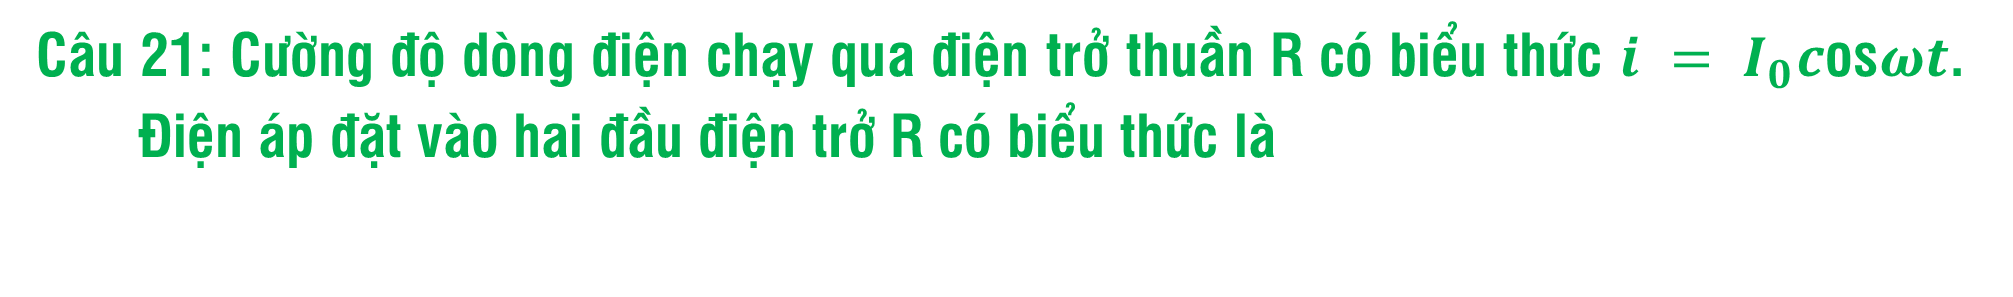 Câu 21: Cường độ dòng điện chạy qua điện trở thuần R có biểu thức i = I₀cosωt.
Điện áp đặt vào hai đầu điện trở R có biểu thức là